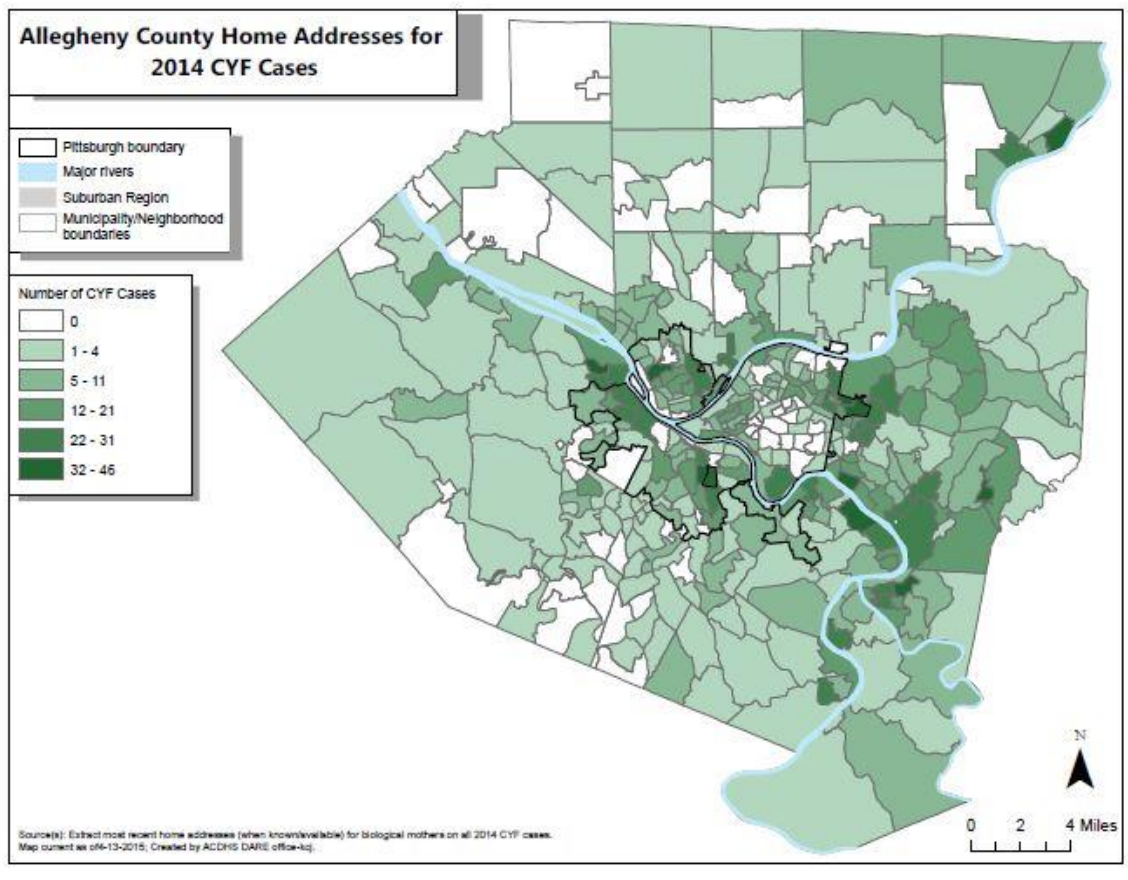 Allegheny County Home Addresses for
2014 CYF Cases
Pittsburgh boundary
Major rivers
Suburban Region
Municipality/Neighborhood
boundaries
Number of CYF Cases
0
1 - 4
5 - 11
12 - 21
22 - 31
32 - 46
N
0 2 4 Miles
Source(s): Extract most recent home addresses (when known/available) for biological mothers on all 2014 CYF cases.
Map current as of4-13-2015; Created by ACDHS DARE office-kcj.